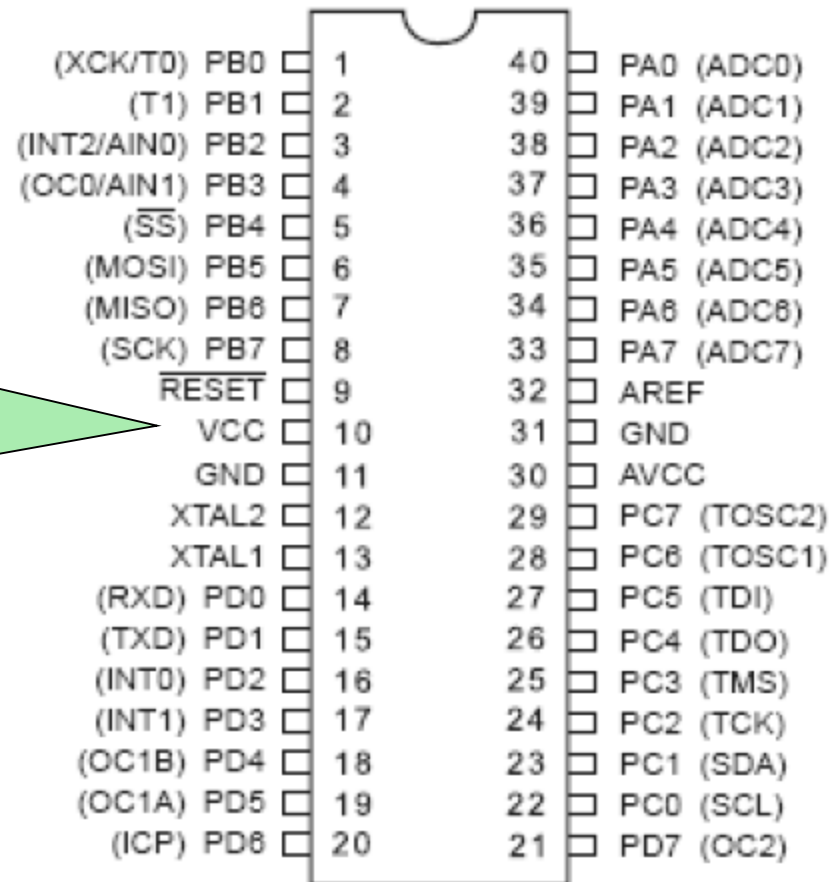 (XCK/T0) PB0 1 40 PA0 (ADC0)
(T1) PB1 2 39 PA1 (ADC1)
(INT2/AIN0) PB2 3 38 PA2 (ADC2)
(OC0/AIN1) PB3 4 37 PA3 (ADC3)
(S̅S̅) PB4 5 36 PA4 (ADC4)
(MOSI) PB5 6 35 PA5 (ADC5)
(MISO) PB6 7 34 PA6 (ADC6)
(SCK) PB7 8 33 PA7 (ADC7)
R̅E̅S̅E̅T̅ 9 32 AREF
VCC 10 31 GND
GND 11 30 AVCC
XTAL2 12 29 PC7 (TOSC2)
XTAL1 13 28 PC6 (TOSC1)
(RXD) PD0 14 27 PC5 (TDI)
(TXD) PD1 15 26 PC4 (TDO)
(INT0) PD2 16 25 PC3 (TMS)
(INT1) PD3 17 24 PC2 (TCK)
(OC1B) PD4 18 23 PC1 (SDA)
(OC1A) PD5 19 22 PC0 (SCL)
(ICP) PD6 20 21 PD7 (OC2)